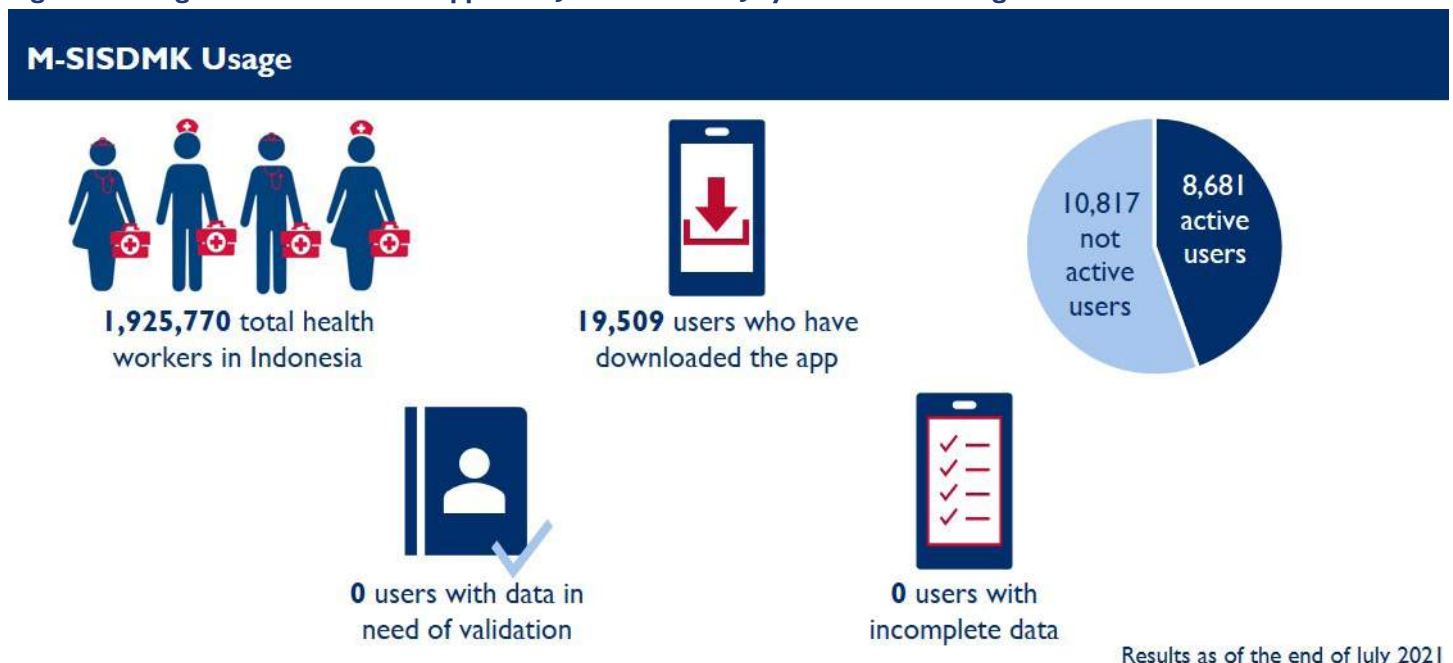 M-SISDMK Usage
1,925,770 total health
workers in Indonesia
19,509 users who have
downloaded the app
10,817
not
active
users
8,681
active
users
0 users with data in
need of validation
0 users with
incomplete data
Results as of the end of July 2021